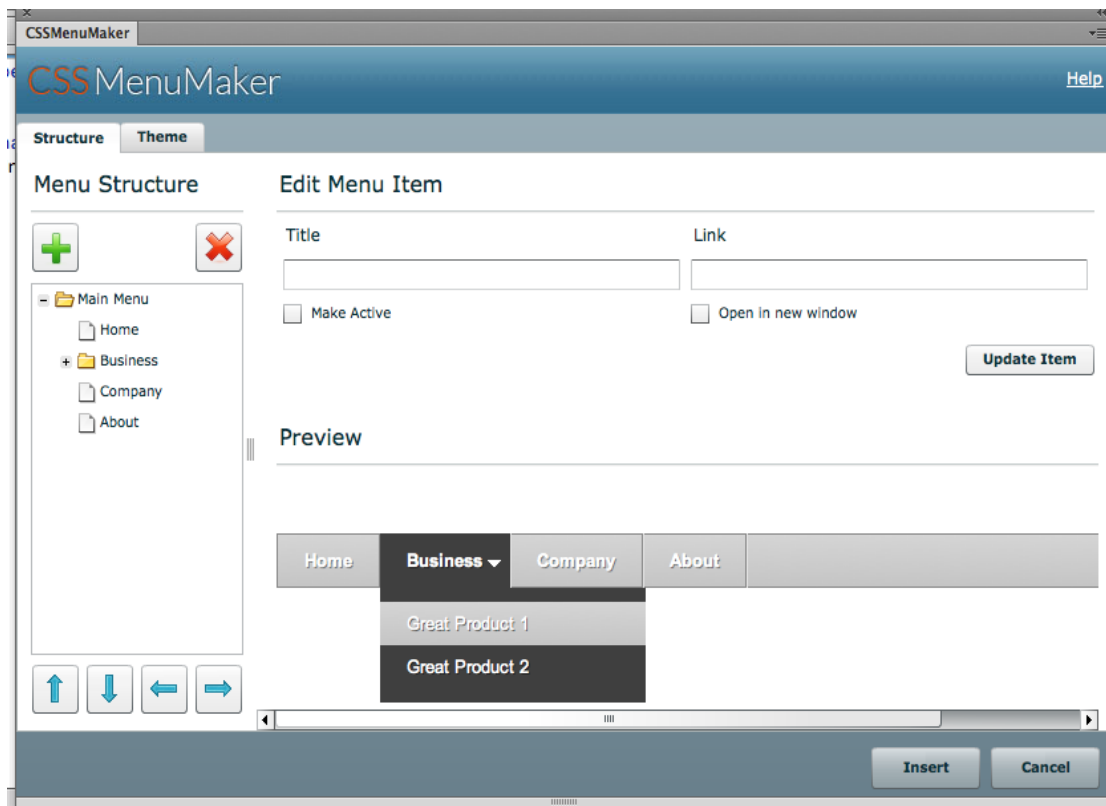 CSSMenuMaker
CSS MenuMaker
Help
Structure Theme
Menu Structure
Edit Menu Item
Title
Link
Main Menu
Home
Business
Company
About
Make Active
Open in new window
Update Item
Preview
Home Business Company About
Great Product 1
Great Product 2
Insert Cancel